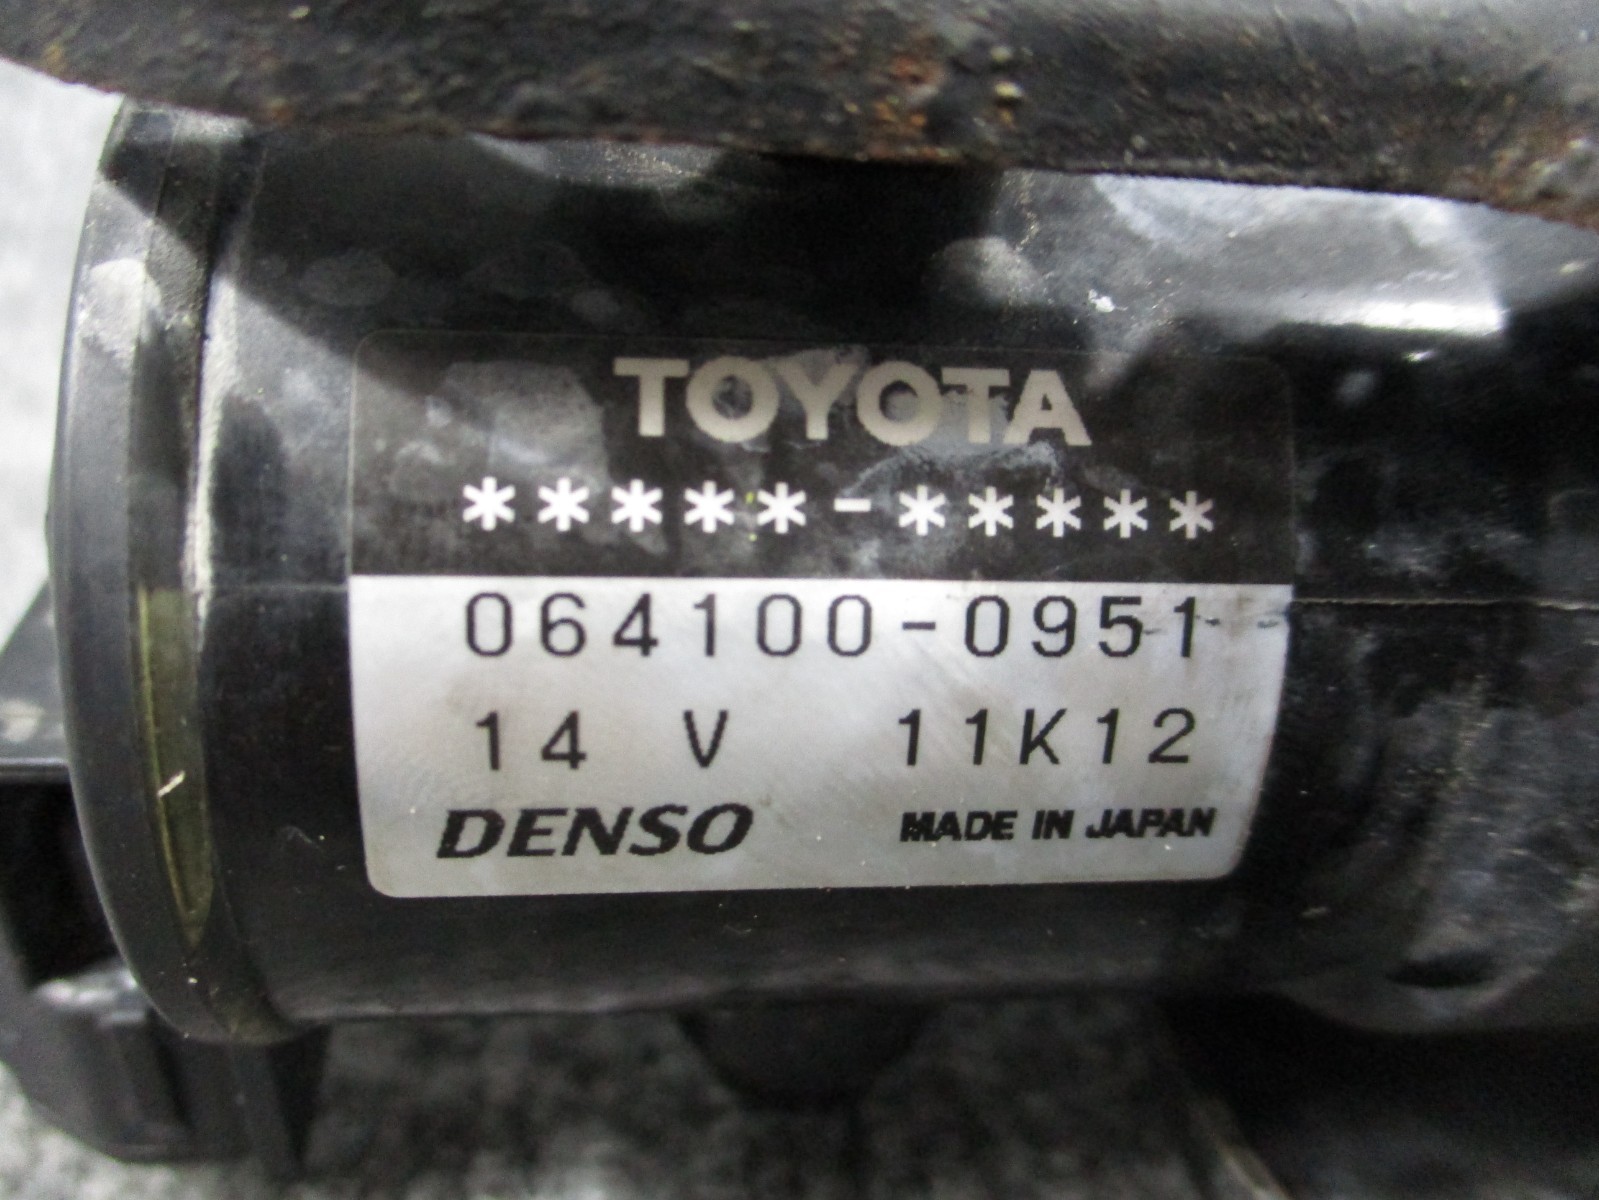 TOYOTA
*****-*****
064100-0951
14 V 11K12
DENSO MADE IN JAPAN